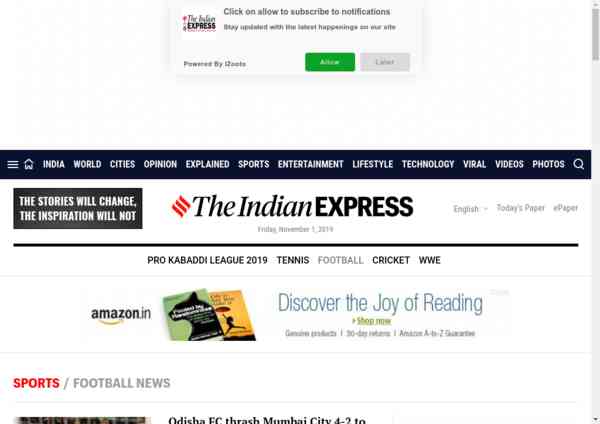 Click on allow to subscribe to notifications
The Indian EXPRESS
Stay updated with the latest happenings on our site
Powered By iZooto
Allow
Later
INDIA WORLD CITIES OPINION EXPLAINED SPORTS ENTERTAINMENT LIFESTYLE TECHNOLOGY VIRAL VIDEOS PHOTOS
THE STORIES WILL CHANGE,
THE INSPIRATION WILL NOT
The Indian EXPRESS
Friday, November 1, 2019
English Today's Paper ePaper
PRO KABADDI LEAGUE 2019 TENNIS FOOTBALL CRICKET WWE
amazon.in
Fooled by Randomness
Discover the Joy of Reading
Shop now
Genuine products | 30-day returns | Amazon A-to-Z Guarantee
SPORTS / FOOTBALL NEWS
Odisha FC thrash Mumbai City 4-2 to